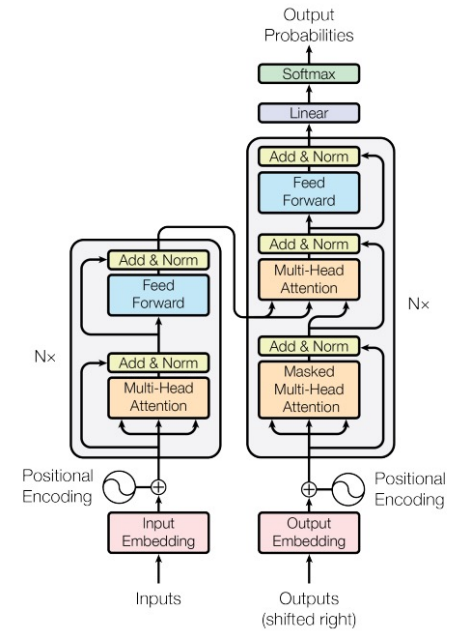 Output
Probabilities
Softmax
Linear
Add & Norm
Feed
Forward
Add & Norm
Multi-Head
Attention
Add & Norm
Masked
Multi-Head
Attention
N×
Positional
Encoding
Output
Embedding
Outputs
(shifted right)
Add & Norm
Feed
Forward
Add & Norm
Multi-Head
Attention
N×
Positional
Encoding
Input
Embedding
Inputs